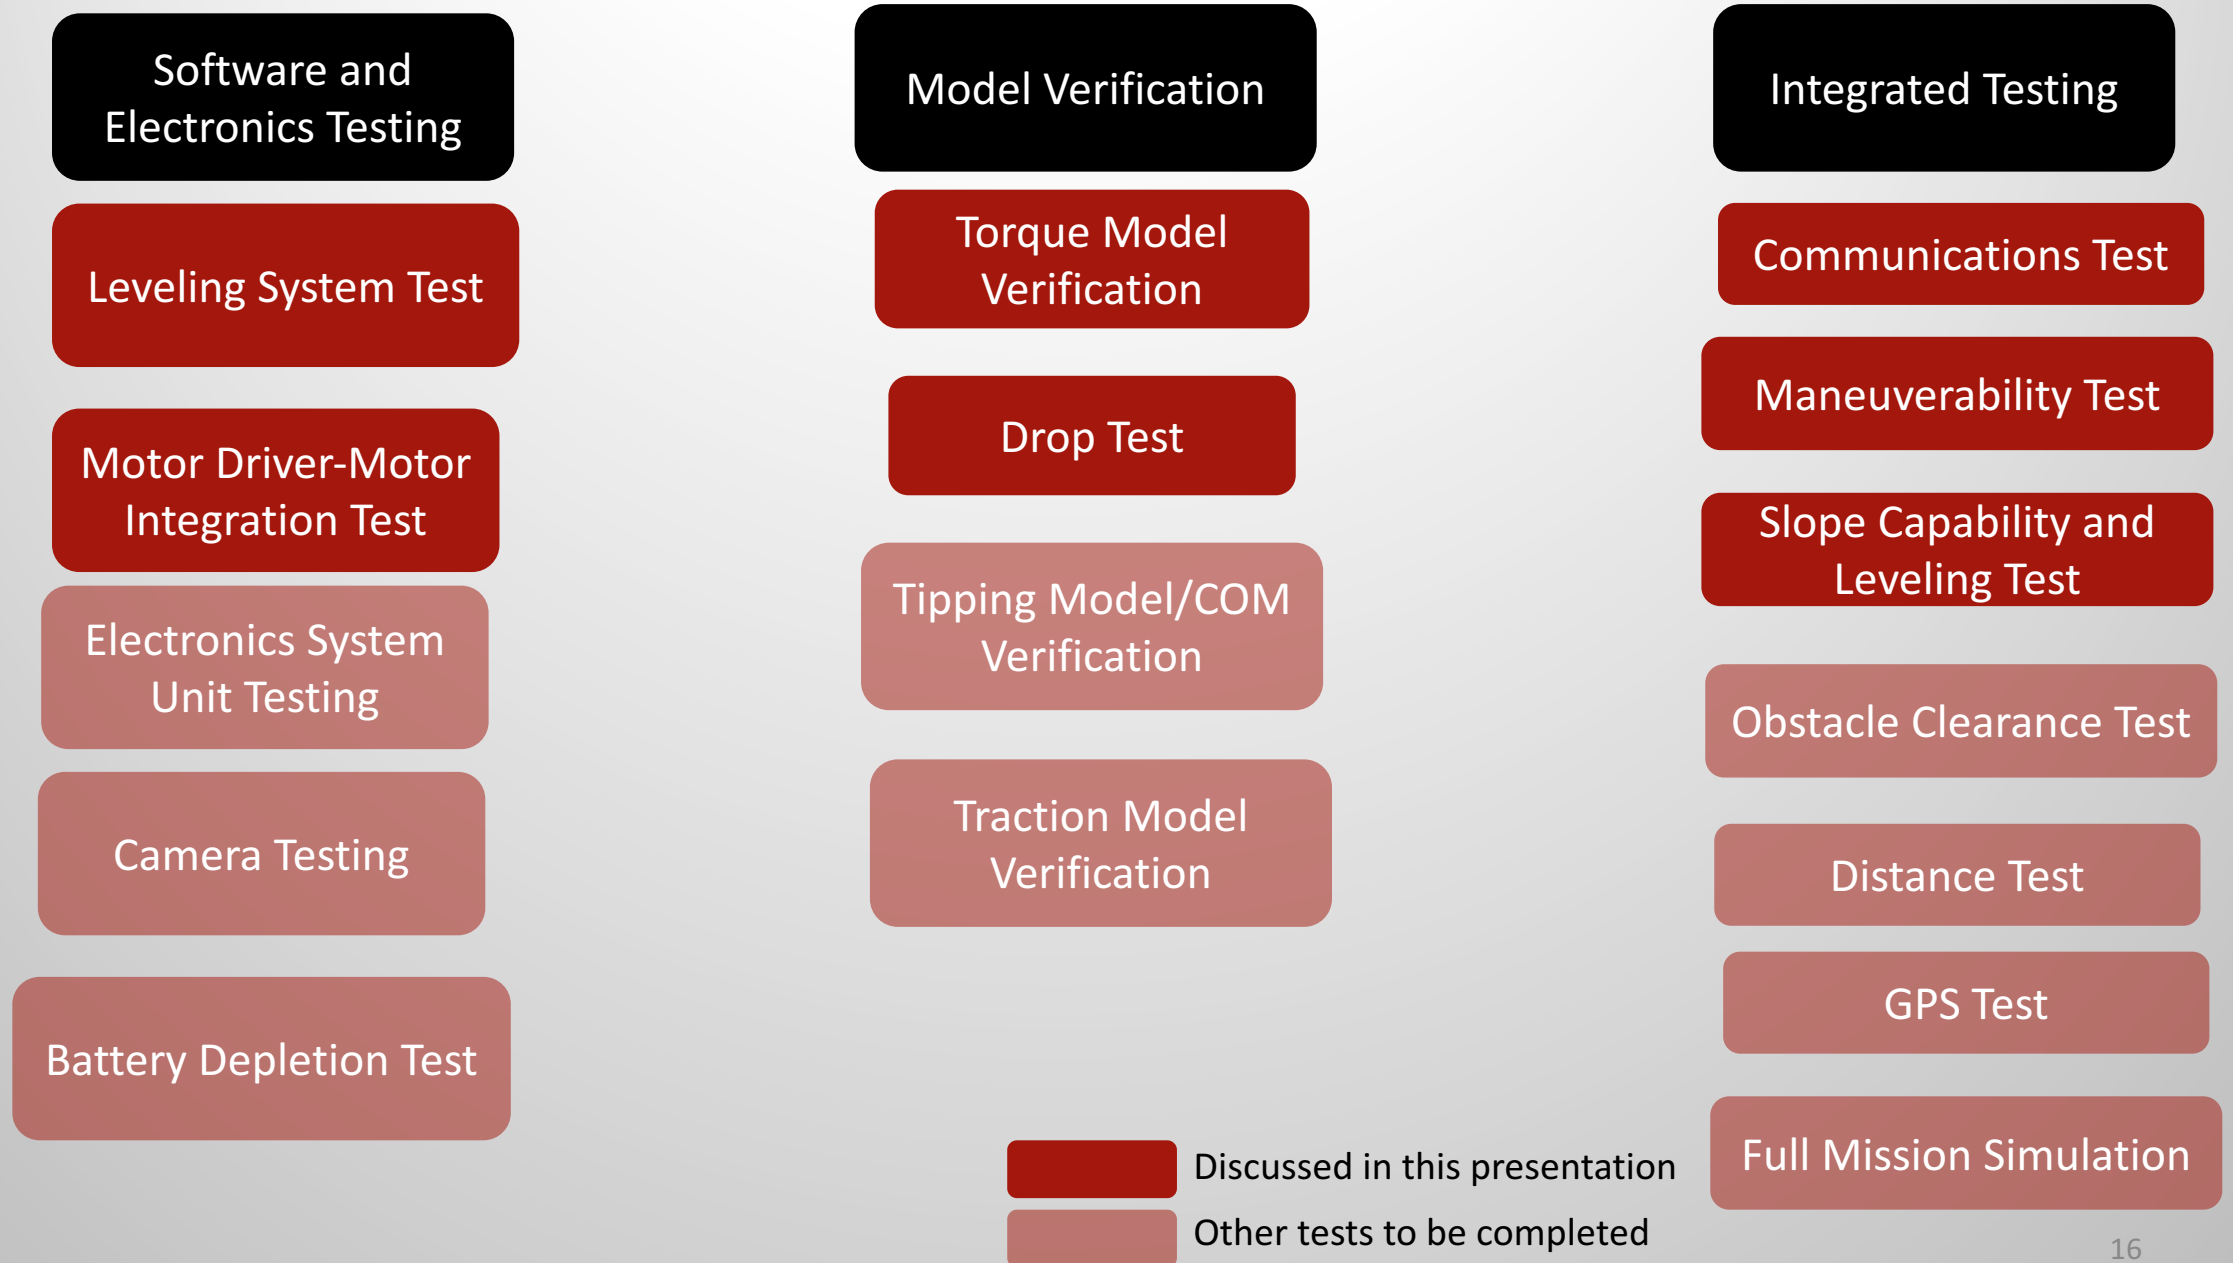 Software and
Electronics Testing
Leveling System Test
Motor Driver-Motor
Integration Test
Electronics System
Unit Testing
Camera Testing
Battery Depletion Test
Model Verification
Torque Model
Verification
Drop Test
Tipping Model/COM
Verification
Traction Model
Verification
Integrated Testing
Communications Test
Maneuverability Test
Slope Capability and
Leveling Test
Obstacle Clearance Test
Distance Test
GPS Test
Full Mission Simulation
Discussed in this presentation
Other tests to be completed
16